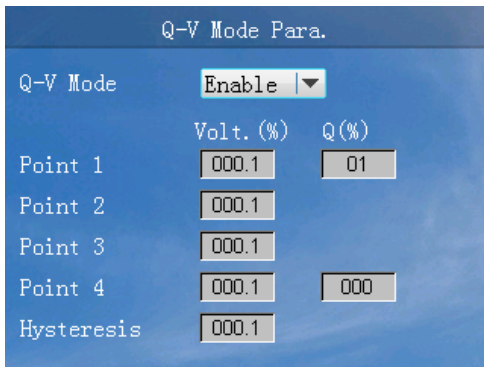 Q-V Mode Para.
Q-V Mode Enable
Volt.(%) Q(%)
Point 1 000.1 01
Point 2 000.1
Point 3 000.1
Point 4 000.1 000
Hysteresis 000.1